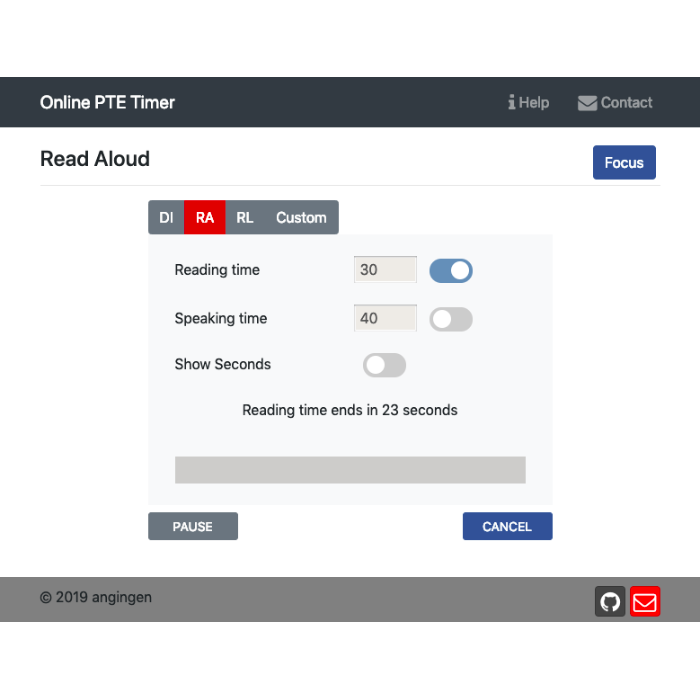 Online PTE Timer
Help
Contact
Read Aloud
Focus
DI RA RL Custom
Reading time 30
Speaking time 40
Show Seconds
Reading time ends in 23 seconds
PAUSE
CANCEL
© 2019 angingen